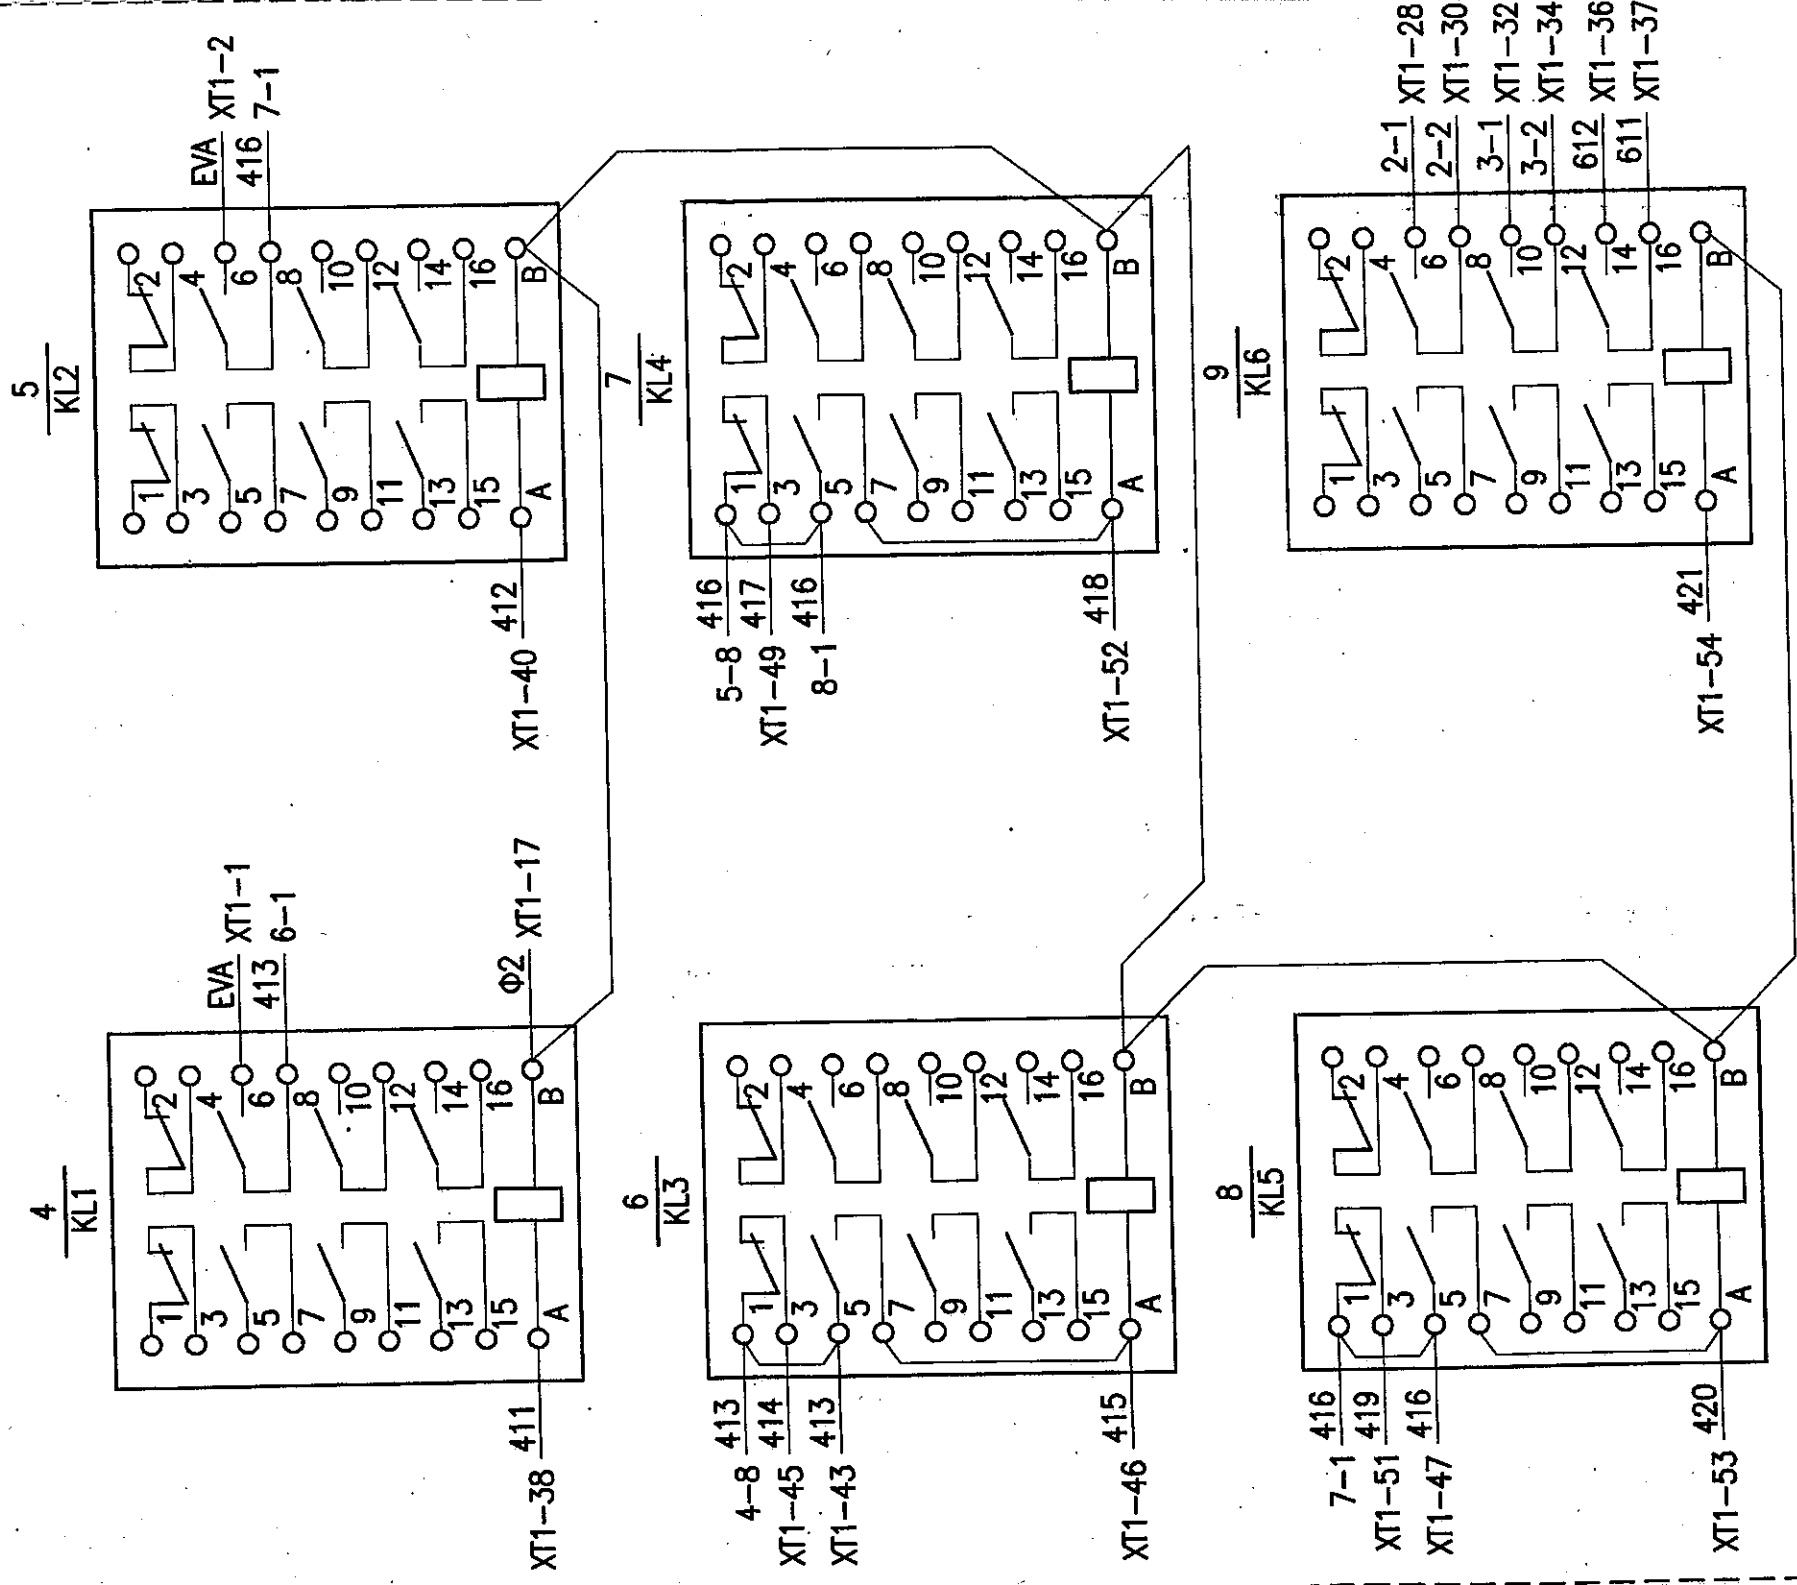 4
KL1
EVA XT1-1
413 6-1
Ф2 XT1-17
1 2
3 4
5 6
7 8
9 10
11 12
13 14
15 16
A B
XT1-38 411
5
KL2
EVA XT1-2
416 7-1
1 2
3 4
5 6
7 8
9 10
11 12
13 14
15 16
A B
XT1-40 412
6
KL3
4-8 413
XT1-45 414
XT1-43 413
XT1-46 415
1 2
3 4
5 6
7 8
9 10
11 12
13 14
15 16
A B
7
KL4
5-8 416
XT1-49 417
8-1 416
XT1-52 418
1 2
3 4
5 6
7 8
9 10
11 12
13 14
15 16
A B
8
KL5
7-1 416
XT1-51 419
XT1-47 416
XT1-53 420
1 2
3 4
5 6
7 8
9 10
11 12
13 14
15 16
A B
9
KL6
2-1 XT1-28
2-2 XT1-30
3-1 XT1-32
3-2 XT1-34
612 XT1-36
611 XT1-37
1 2
3 4
5 6
7 8
9 10
11 12
13 14
15 16
A B
XT1-54 421